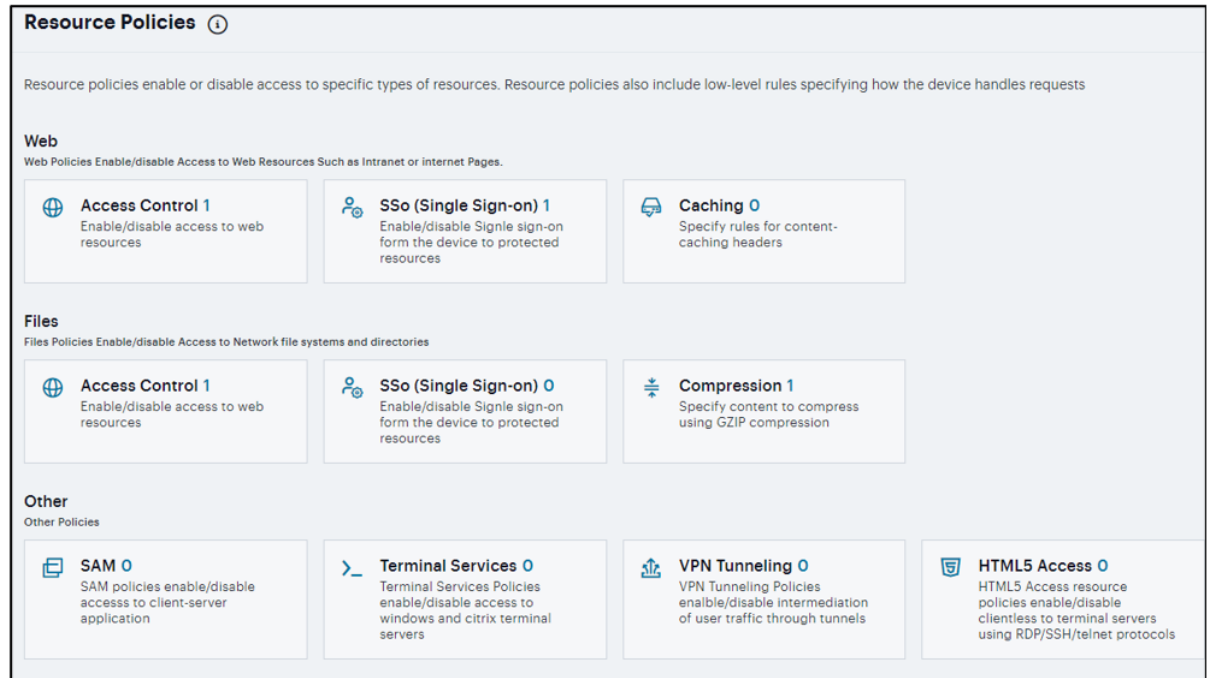 Resource Policies
Resource policies enable or disable access to specific types of resources. Resource policies also include low-level rules specifying how the device handles requests
Web
Web Policies Enable/disable Access to Web Resources Such as Intranet or internet Pages.
Access Control 1
Enable/disable access to web
resources
SSo (Single Sign-on) 1
Enable/disable Signle sign-on
form the device to protected
resources
Caching 0
Specify rules for content-
caching headers
Files
Files Policies Enable/disable Access to Network file systems and directories
Access Control 1
Enable/disable access to web
resources
SSo (Single Sign-on) 0
Enable/disable Signle sign-on
form the device to protected
resources
Compression 1
Specify content to compress
using GZIP compression
Other
Other Policies
SAM 0
SAM policies enable/disable
accesss to client-server
application
Terminal Services 0
Terminal Services Policies
enable/disable access to
windows and citrix terminal
servers
VPN Tunneling 0
VPN Tunneling Policies
enalble/disable intermediation
of user traffic through tunnels
HTML5 Access 0
HTML5 Access resource
policies enable/disable
clientless to terminal servers
using RDP/SSH/telnet protocols